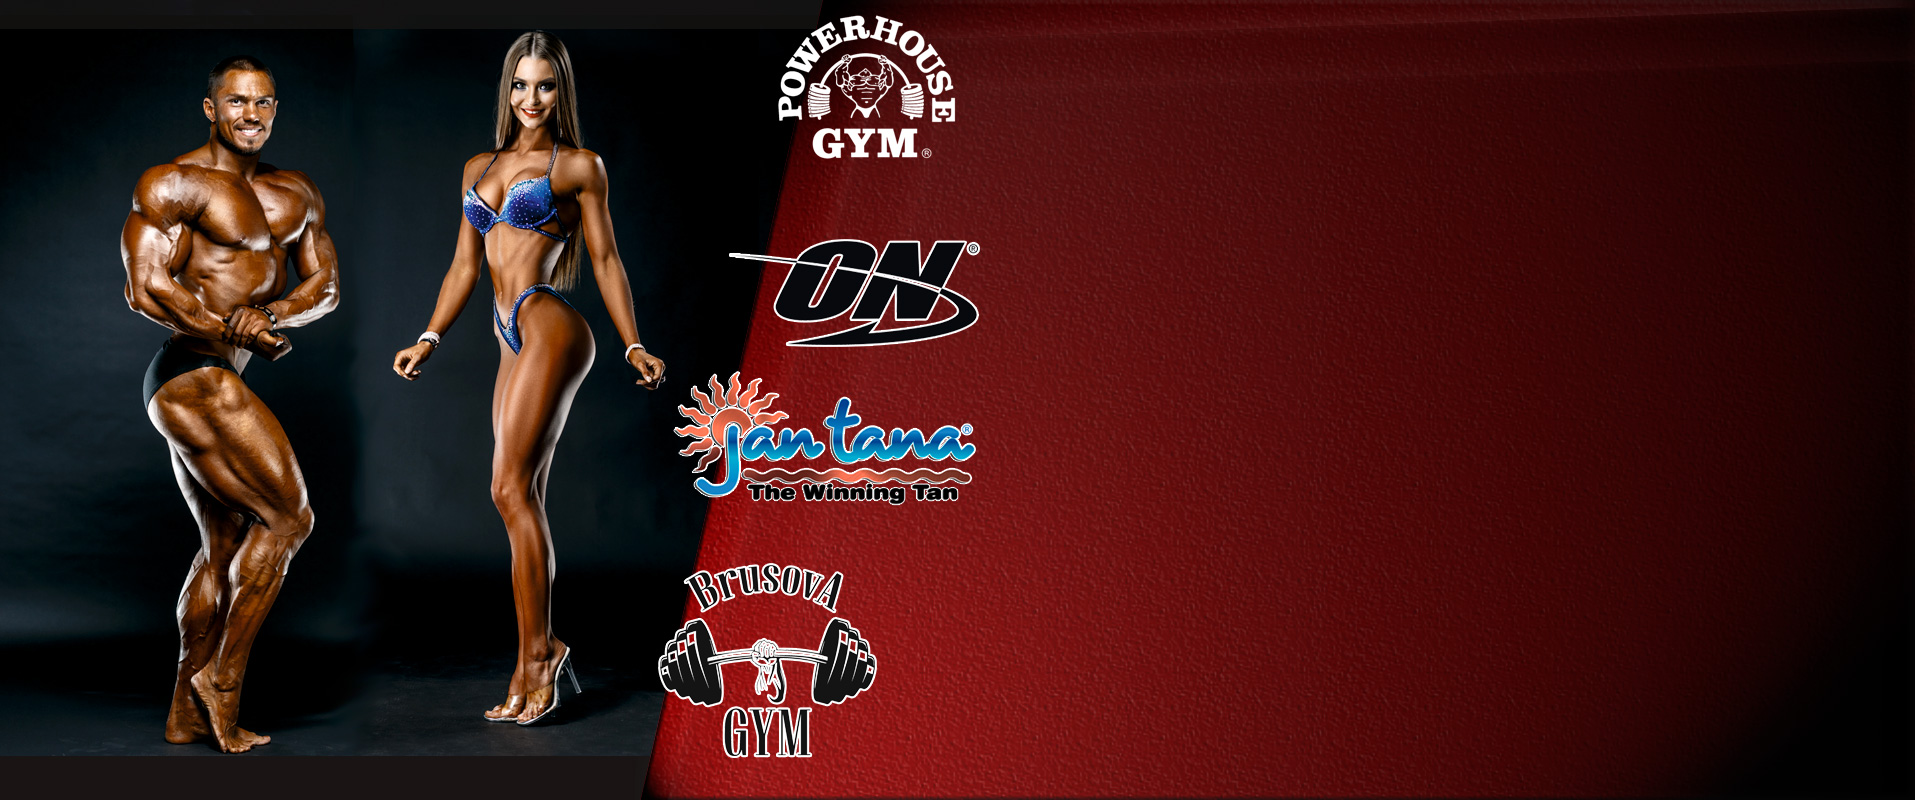 POWERHOUSE
GYM®
ON®
jan tana®
The Winning Tan
BrusovA
GYM